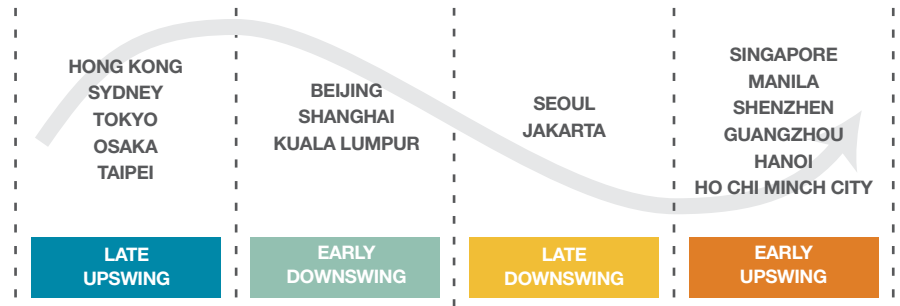 HONG KONG
SYDNEY
TOKYO
OSAKA
TAIPEI
LATE
UPSWING
BEIJING
SHANGHAI
KUALA LUMPUR
EARLY
DOWNSWING
SEOUL
JAKARTA
LATE
DOWNSWING
SINGAPORE
MANILA
SHENZHEN
GUANGZHOU
HANOI
HO CHI MINCH CITY
EARLY
UPSWING